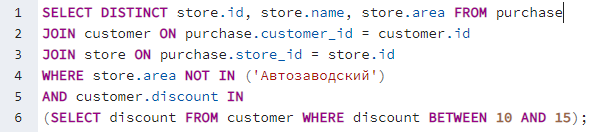 1 SELECT DISTINCT store.id, store.name, store.area FROM purchase
2 JOIN customer ON purchase.customer_id = customer.id
3 JOIN store ON purchase.store_id = store.id
4 WHERE store.area NOT IN ('Автозаводский')
5 AND customer.discount IN
6 (SELECT discount FROM customer WHERE discount BETWEEN 10 AND 15);